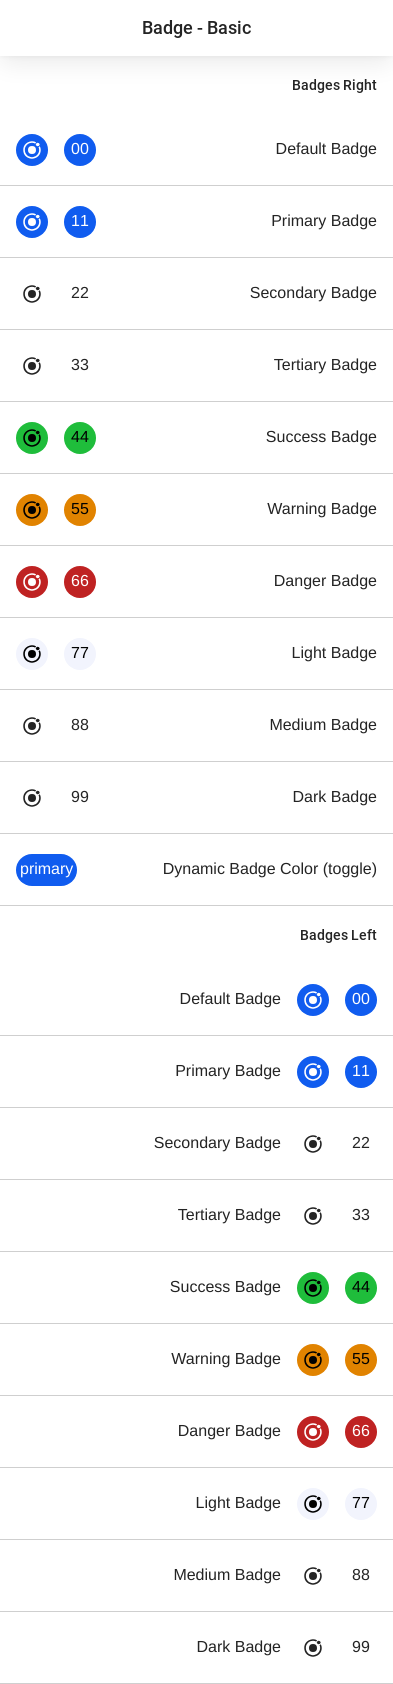 Badge - Basic
Badges Right
00 Default Badge
11 Primary Badge
22 Secondary Badge
33 Tertiary Badge
44 Success Badge
55 Warning Badge
66 Danger Badge
77 Light Badge
88 Medium Badge
99 Dark Badge
primary Dynamic Badge Color (toggle)
Badges Left
Default Badge 00
Primary Badge 11
Secondary Badge 22
Tertiary Badge 33
Success Badge 44
Warning Badge 55
Danger Badge 66
Light Badge 77
Medium Badge 88
Dark Badge 99